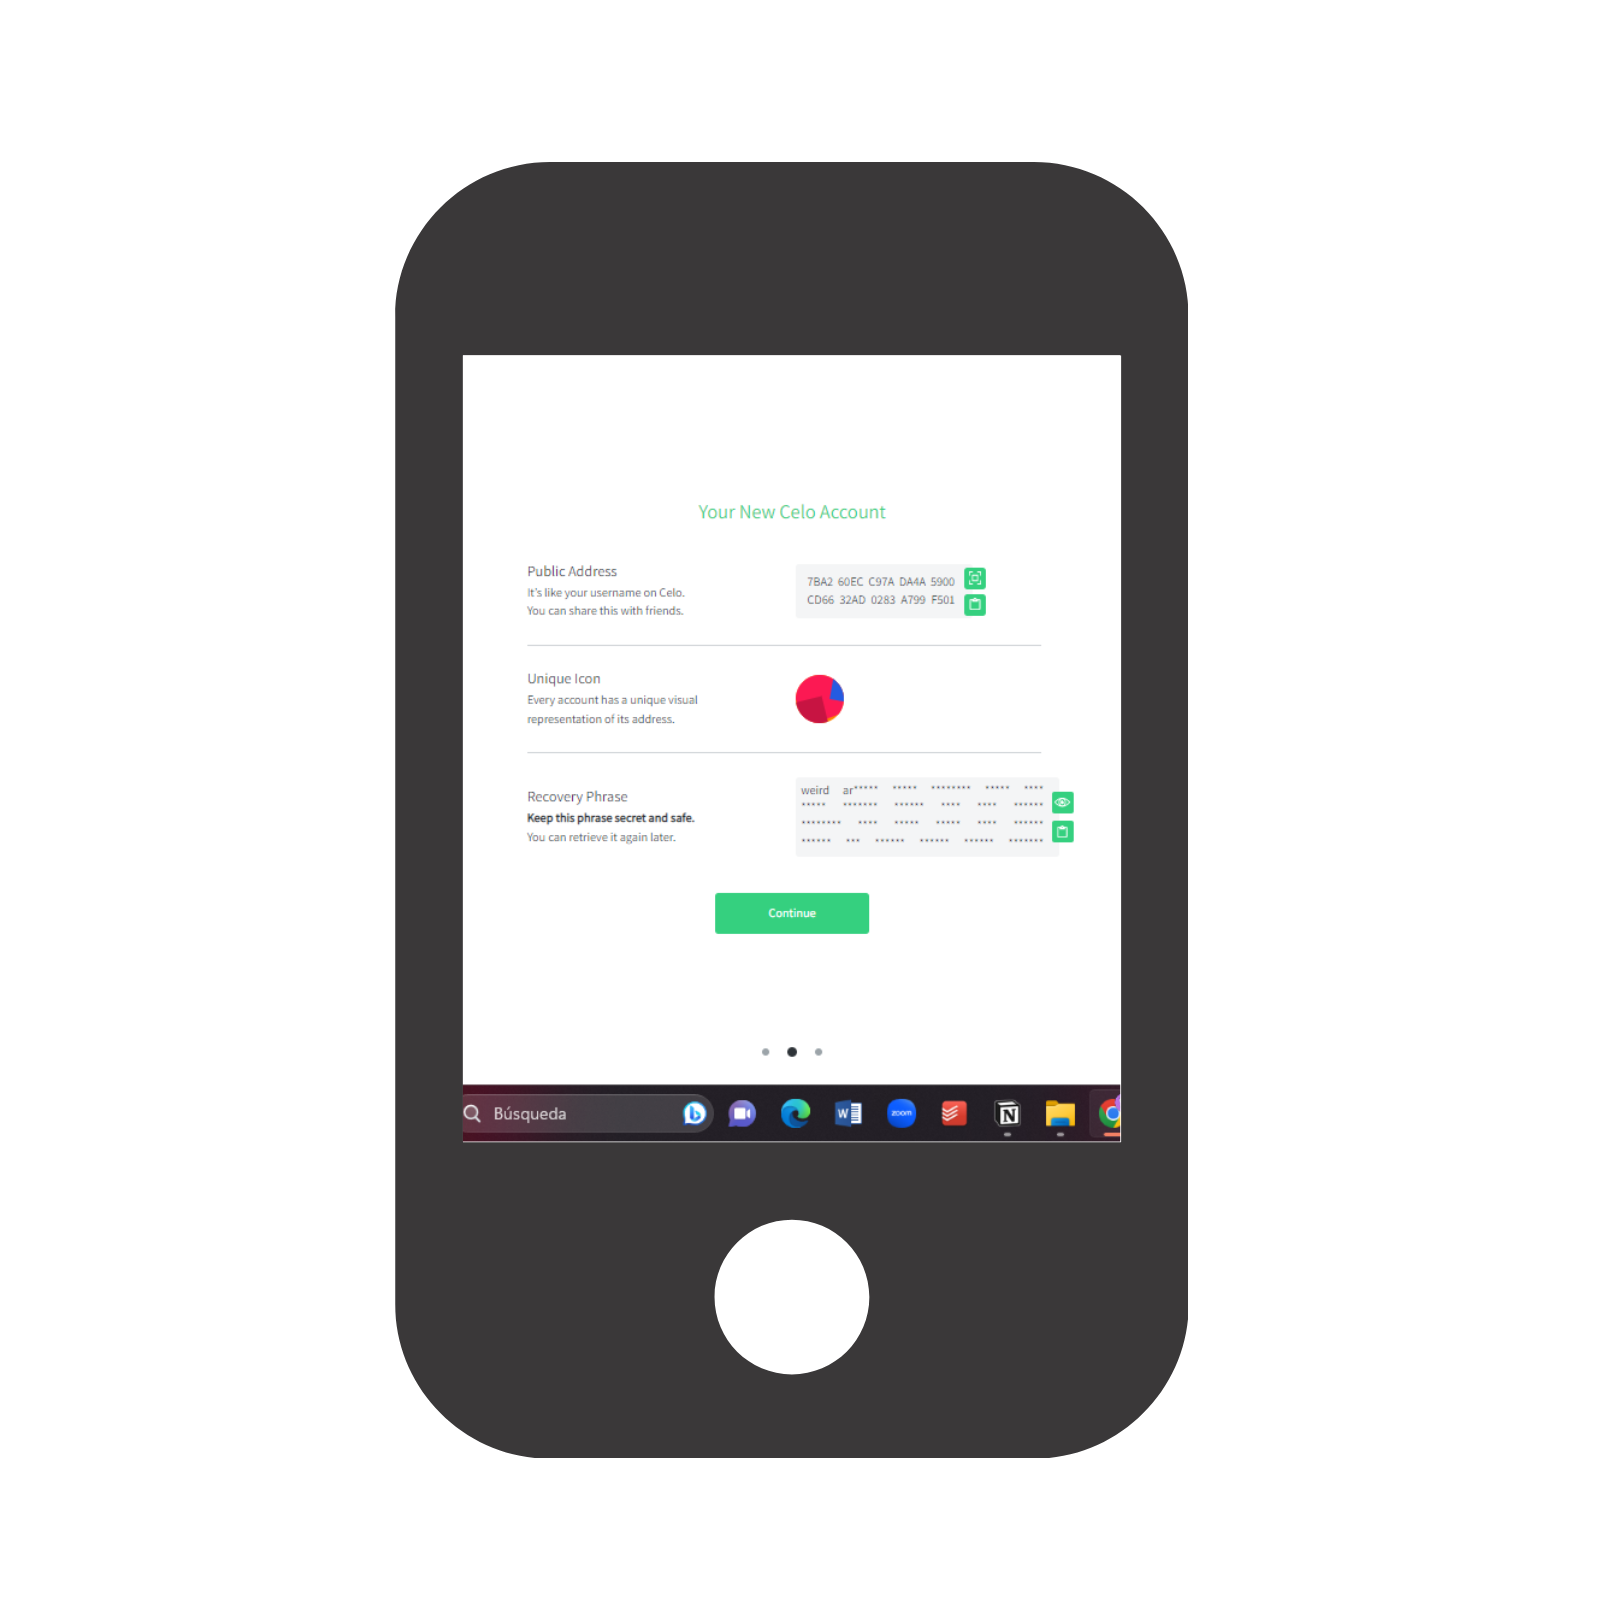 Your New Celo Account
Public Address
It's like your username on Celo.
You can share this with friends.
7BA2 60EC C97A DA4A 5900
CD66 32AD 0283 A799 F501
Unique Icon
Every account has a unique visual
representation of its address.
Recovery Phrase
Keep this phrase secret and safe.
You can retrieve it again later.
weird ar***** ***** ******** ***** ****
***** ******* ****** **** **** ******
******** **** ***** ***** **** ******
****** *** ****** ****** ****** *******
Continue
Búsqueda
b
W
zoom
N